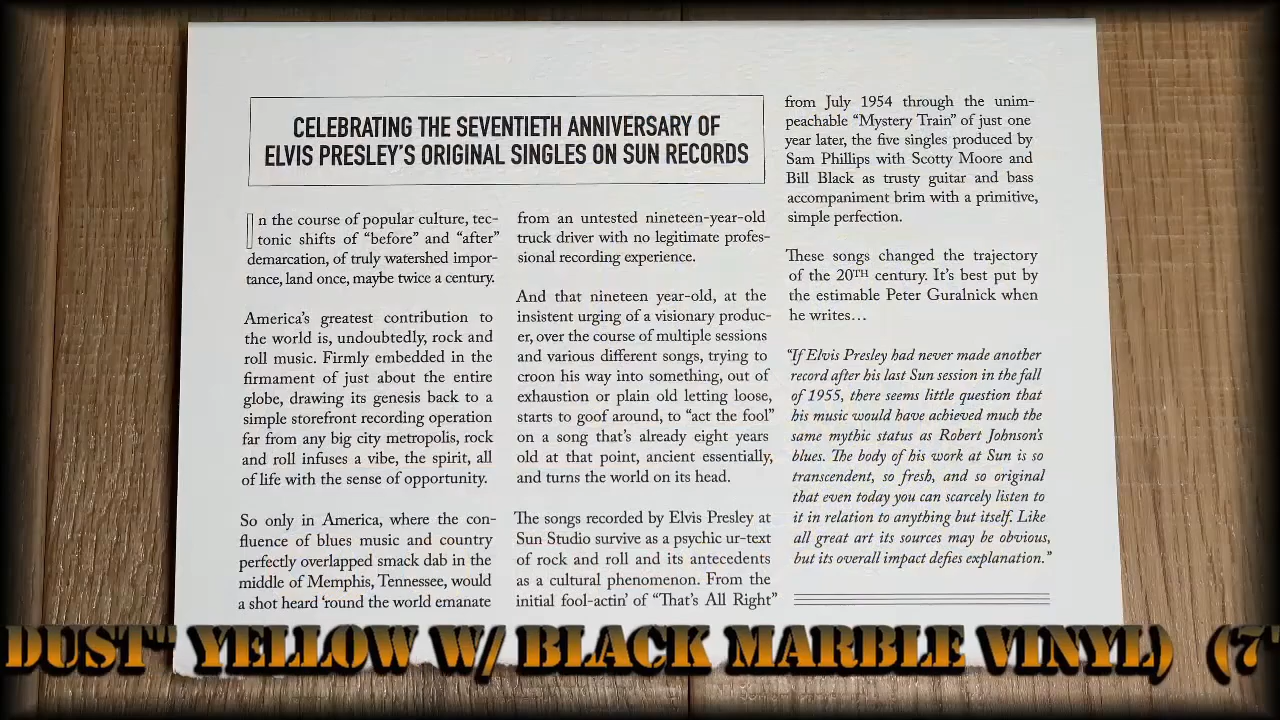 CELEBRATING THE SEVENTIETH ANNIVERSARY OF
ELVIS PRESLEY'S ORIGINAL SINGLES ON SUN RECORDS
In the course of popular culture, tec-
tonic shifts of “before” and “after”
demarcation, of truly watershed impor-
tance, land once, maybe twice a century.
America's greatest contribution to
the world is, undoubtedly, rock and
roll music. Firmly embedded in the
firmament of just about the entire
globe, drawing its genesis back to a
simple storefront recording operation
far from any big city metropolis, rock
and roll infuses a vibe, the spirit, all
of life with the sense of opportunity.
So only in America, where the con-
fluence of blues music and country
perfectly overlapped smack dab in the
middle of Memphis, Tennessee, would
a shot heard ‘round the world emanate
from an untested nineteen-year-old
truck driver with no legitimate profes-
sional recording experience.
And that nineteen year-old, at the
insistent urging of a visionary produc-
er, over the course of multiple sessions
and various different songs, trying to
croon his way into something, out of
exhaustion or plain old letting loose,
starts to goof around, to “act the fool”
on a song that's already eight years
old at that point, ancient essentially,
and turns the world on its head.
The songs recorded by Elvis Presley at
Sun Studio survive as a psychic ur-text
of rock and roll and its antecedents
as a cultural phenomenon. From the
initial fool-actin' of “That's All Right”
from July 1954 through the unim-
peachable “Mystery Train” of just one
year later, the five singles produced by
Sam Phillips with Scotty Moore and
Bill Black as trusty guitar and bass
accompaniment brim with a primitive,
simple perfection.
These songs changed the trajectory
of the 20TH century. It's best put by
the estimable Peter Guralnick when
he writes…
“If Elvis Presley had never made another
record after his last Sun session in the fall
of 1955, there seems little question that
his music would have achieved much the
same mythic status as Robert Johnson's
blues. The body of his work at Sun is so
transcendent, so fresh, and so original
that even today you can scarcely listen to
it in relation to anything but itself. Like
all great art its sources may be obvious,
but its overall impact defies explanation.”
DUST" YELLOW W/ BLACK MARBLE VINYL) (7"